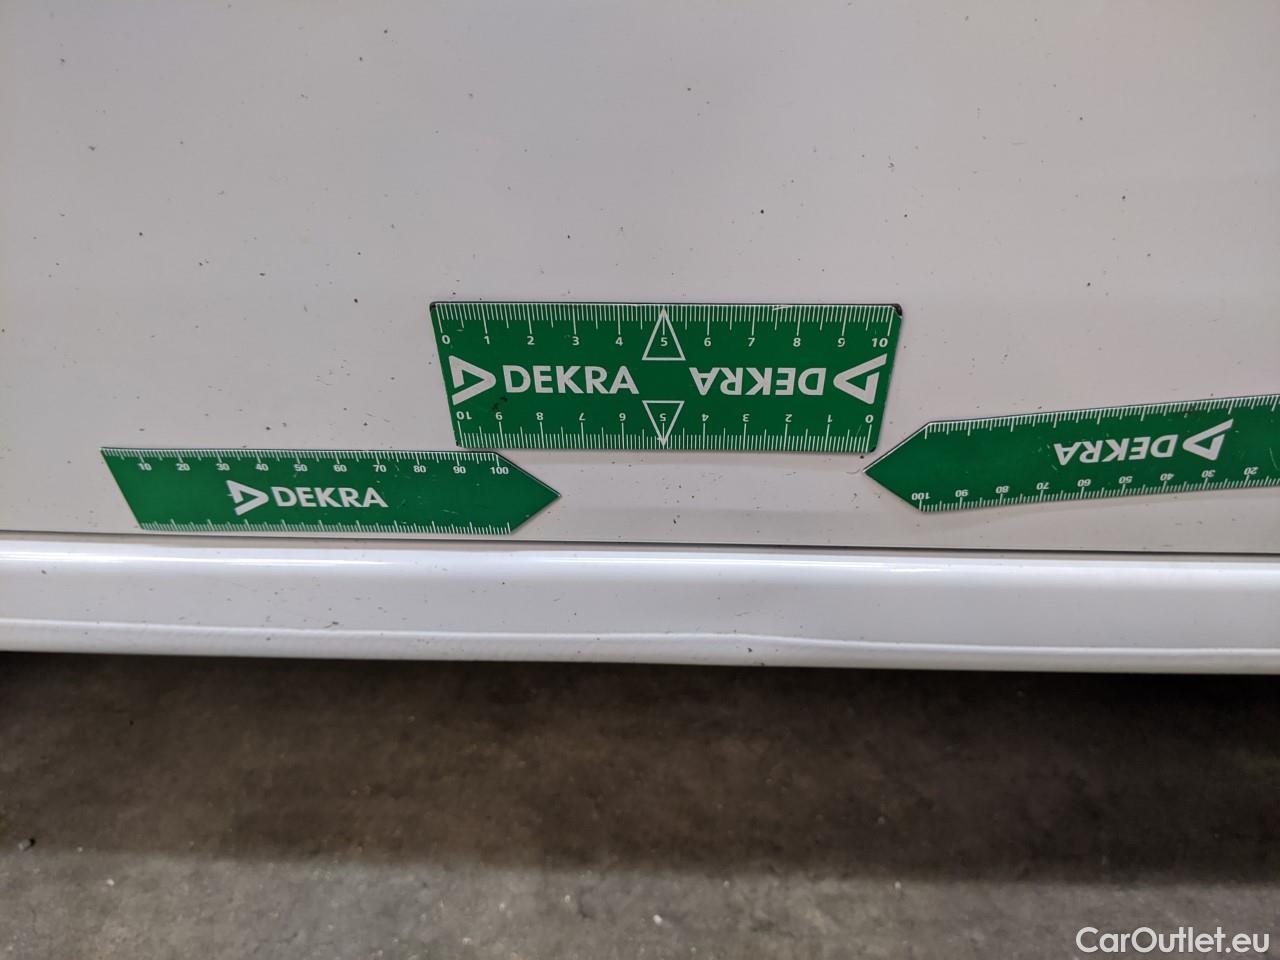 0 1 2 3 4 5 6 7 8 9 10
DEKRA DEKRA
10 9 8 7 6 5 4 3 2 1 0
10 20 30 40 50 60 70 80 90 100
DEKRA
DEKRA
100 90 80 70 60 50 40 30 20
CarOutlet.eu